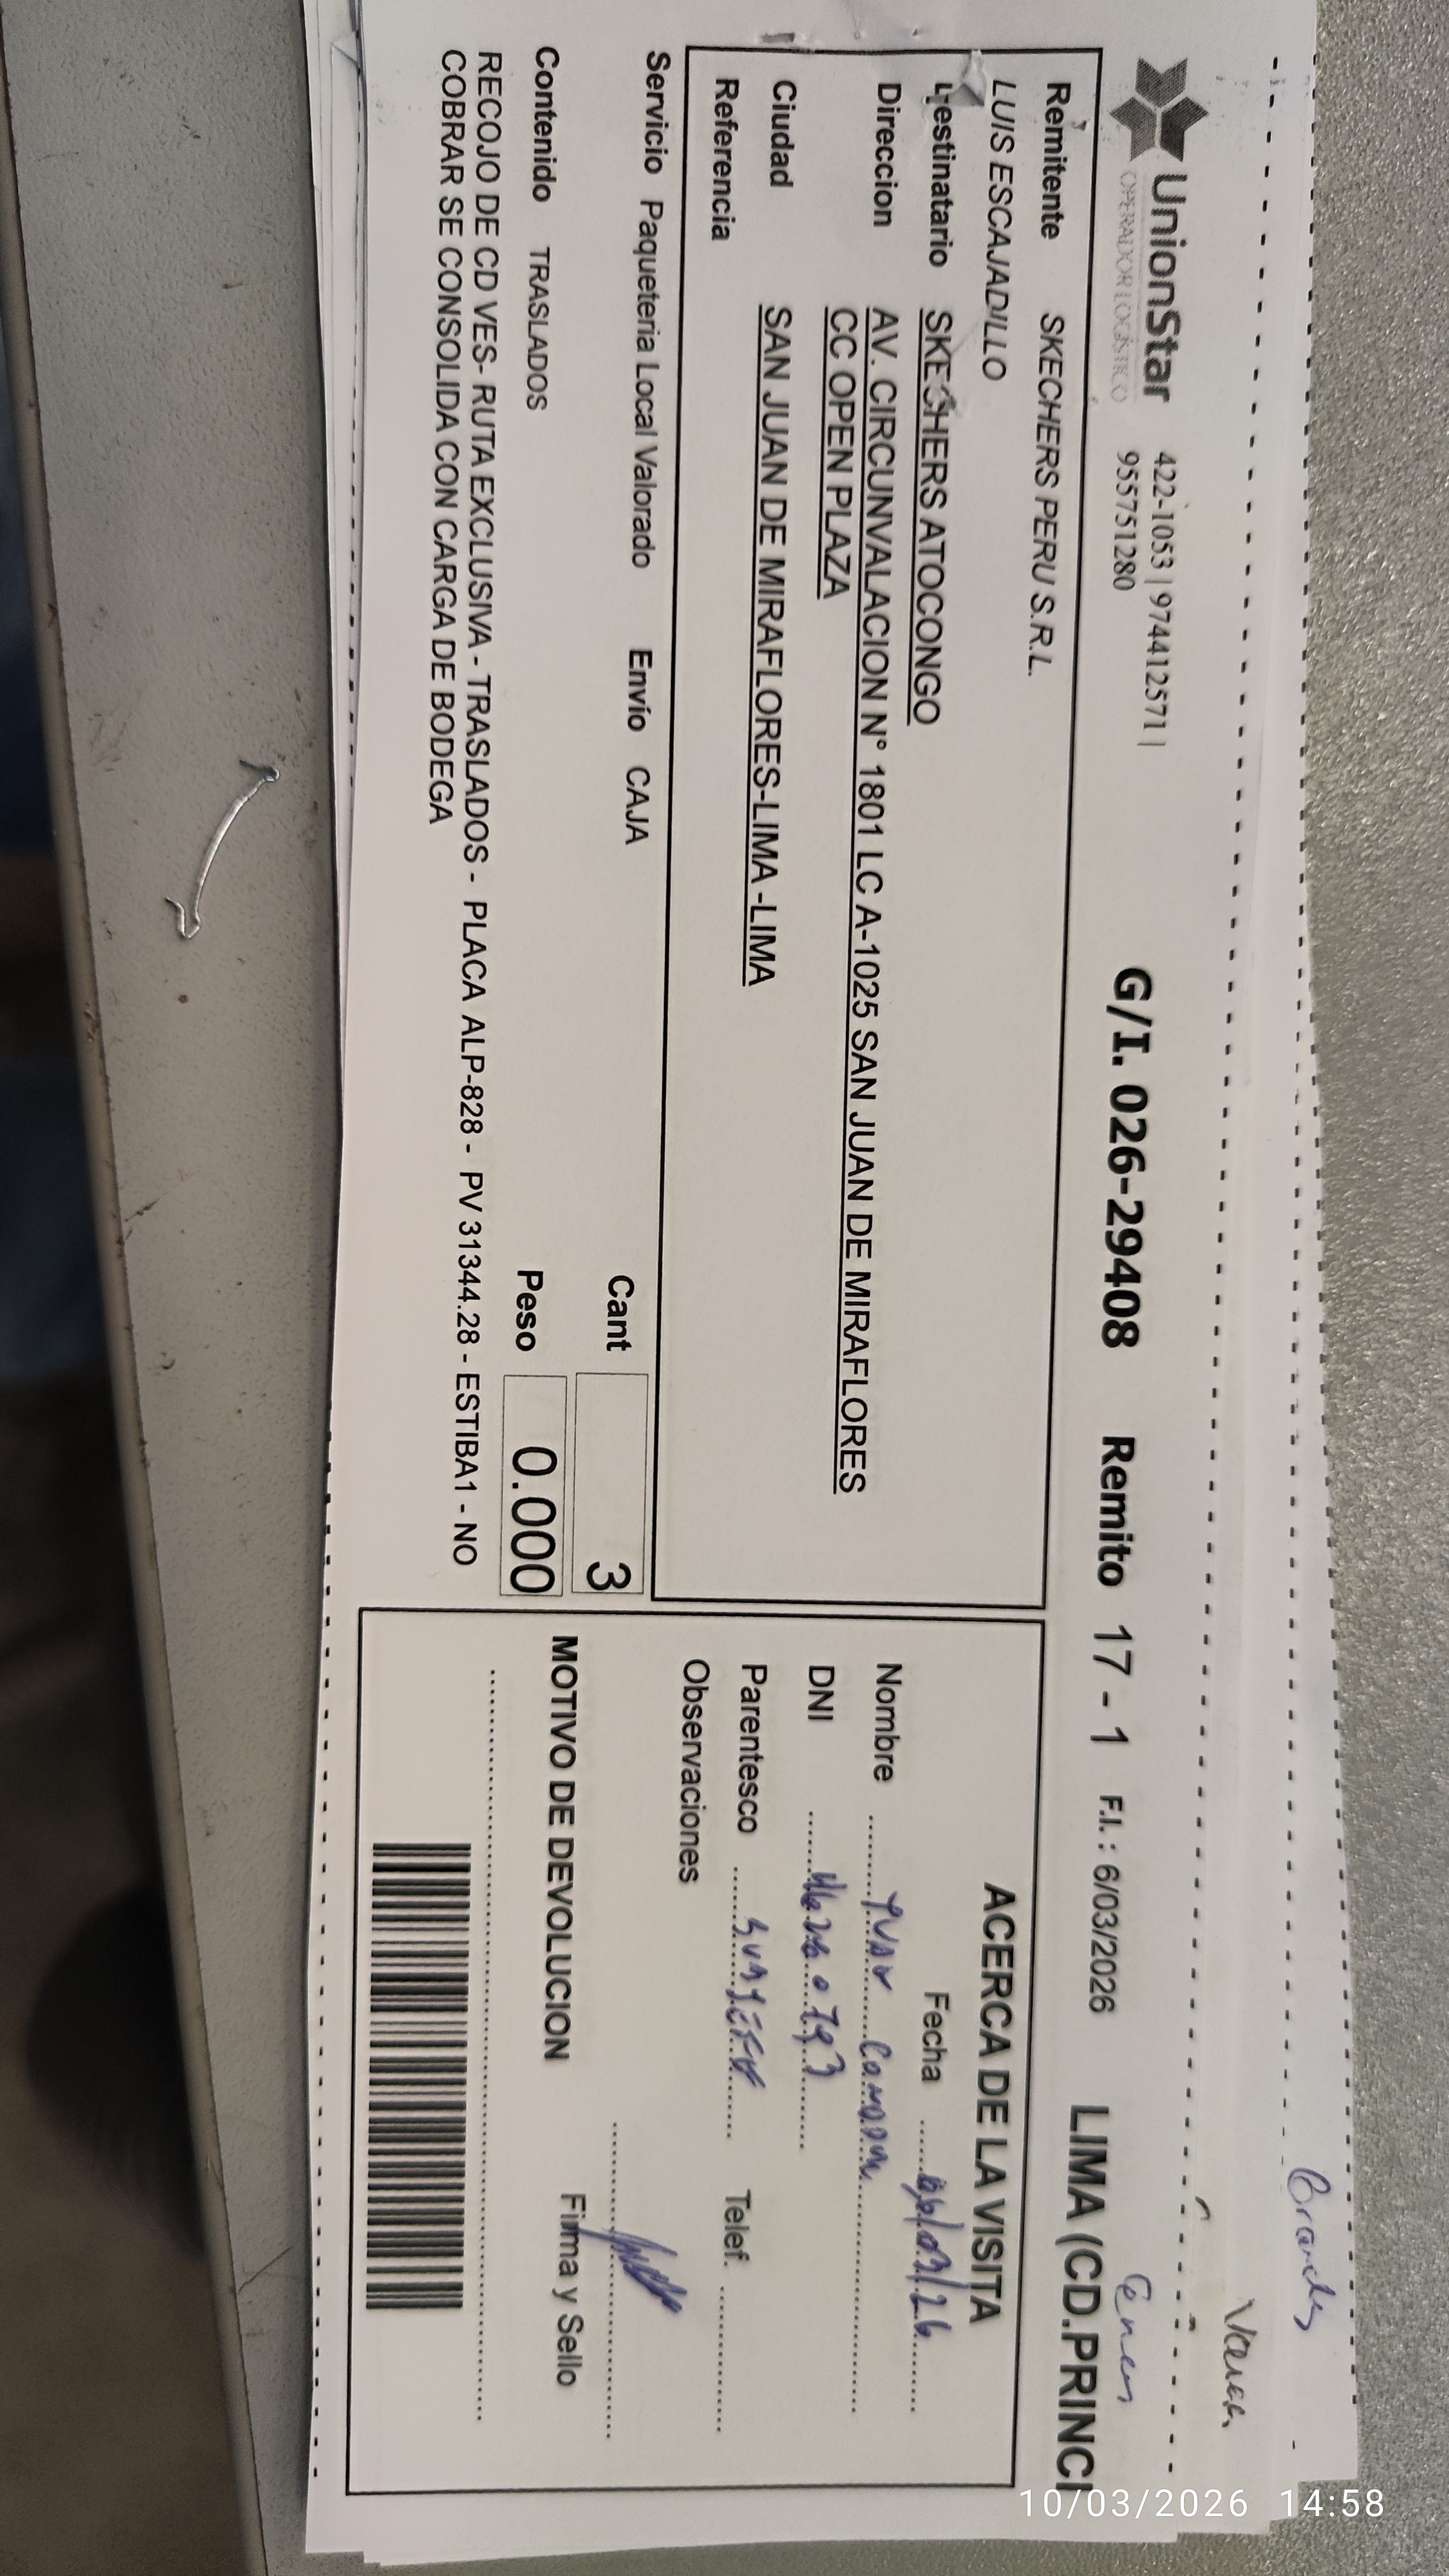 UnionStar
OPERADOR LOGISTICO
422-1053 | 974412571 |
955751280
G/I. 026-29408 Remito 17 - 1 F.I. : 6/03/2026 LIMA (CD.PRINCI
Remitente SKECHERS PERU S.R.L.
LUIS ESCAJADILLO
Destinatario SKECHERS ATOCONGO
Direccion AV. CIRCUNVALACION N° 1801 LC A-1025 SAN JUAN DE MIRAFLORES
CC OPEN PLAZA
Ciudad SAN JUAN DE MIRAFLORES-LIMA -LIMA
Referencia
Servicio Paqueteria Local Valorado Envío CAJA Cant 3
Contenido TRASLADOS Peso 0.000
RECOJO DE CD VES- RUTA EXCLUSIVA - TRASLADOS - PLACA ALP-828 - PV 31344.28 - ESTIBA1 - NO
COBRAR SE CONSOLIDA CON CARGA DE BODEGA
ACERCA DE LA VISITA
Fecha 06/03/26
Nombre
DNI
Parentesco Telef.
Observaciones
Firma y Sello
MOTIVO DE DEVOLUCION
10/03/2026 14:58